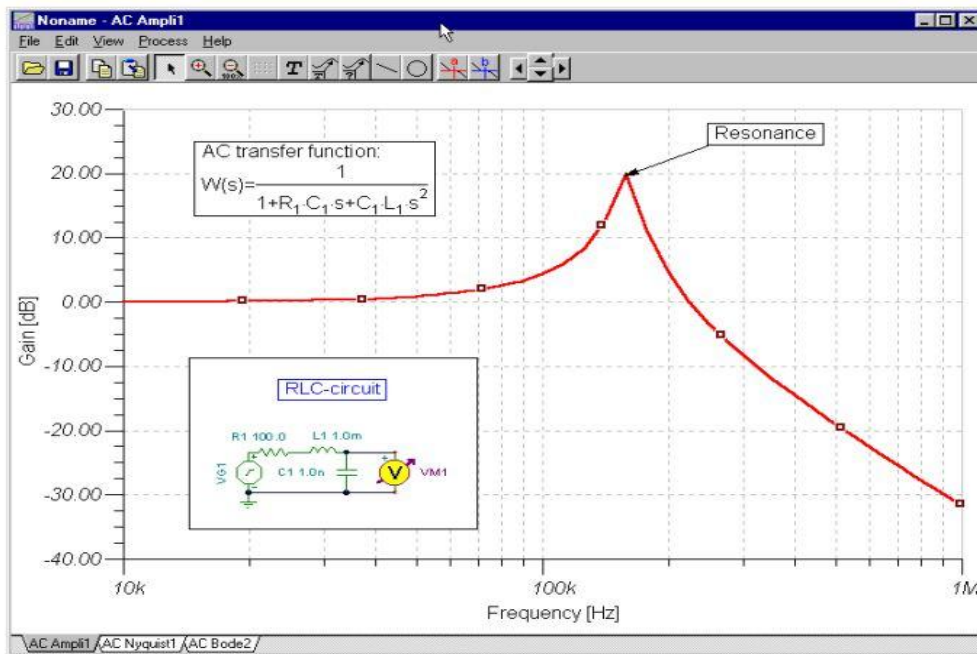 Noname - AC Ampli1
File Edit View Process Help
100%
T
a
b
30.00
20.00
10.00
0.00
-10.00
-20.00
-30.00
-40.00
Gain [dB]
AC transfer function:
W(s)=1/(1+R1·C1·s+C1·L1·s²)
Resonance
RLC-circuit
R1 100.0 L1 1.0m
VG1
C1 1.0n
+
V
VM1
10k 100k 1M
Frequency [Hz]
AC Ampli1 AC Nyquist1 AC Bode2